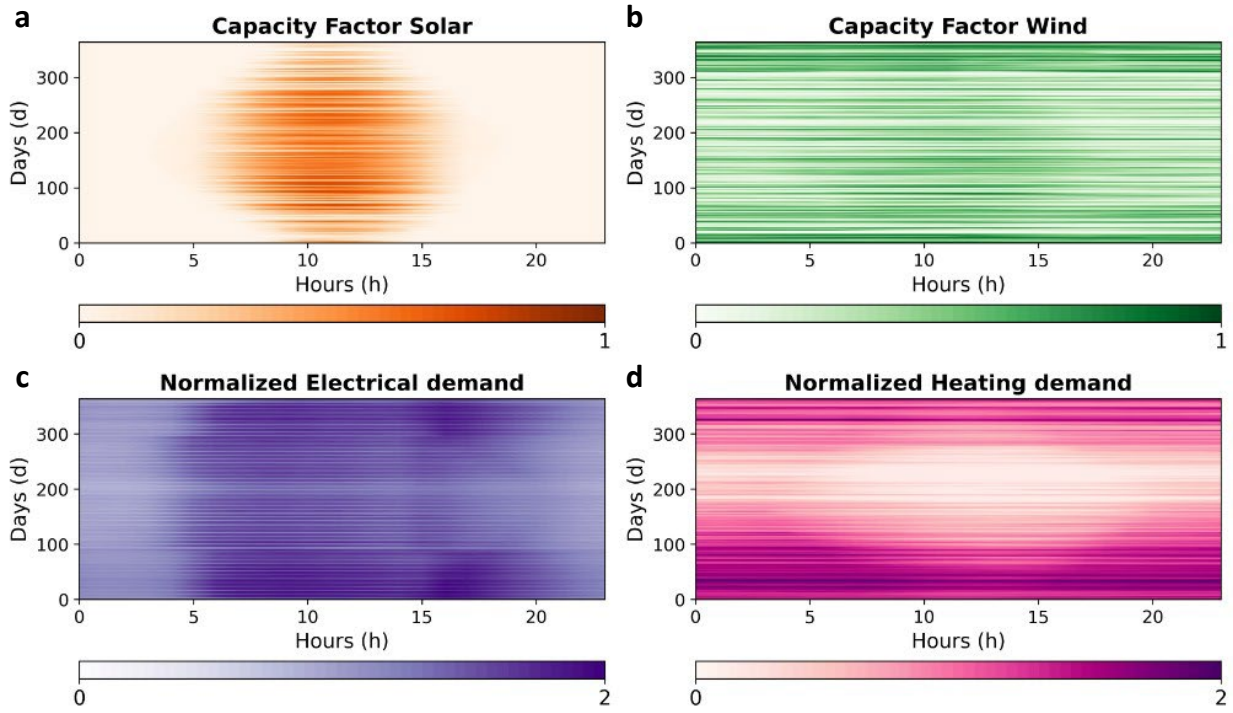 a
Capacity Factor Solar
Days (d)
300
200
100
0
0 5 10 15 20
Hours (h)
0 1
b
Capacity Factor Wind
Days (d)
300
200
100
0
0 5 10 15 20
Hours (h)
0 1
c
Normalized Electrical demand
Days (d)
300
200
100
0
0 5 10 15 20
Hours (h)
0 2
d
Normalized Heating demand
Days (d)
300
200
100
0
0 5 10 15 20
Hours (h)
0 2